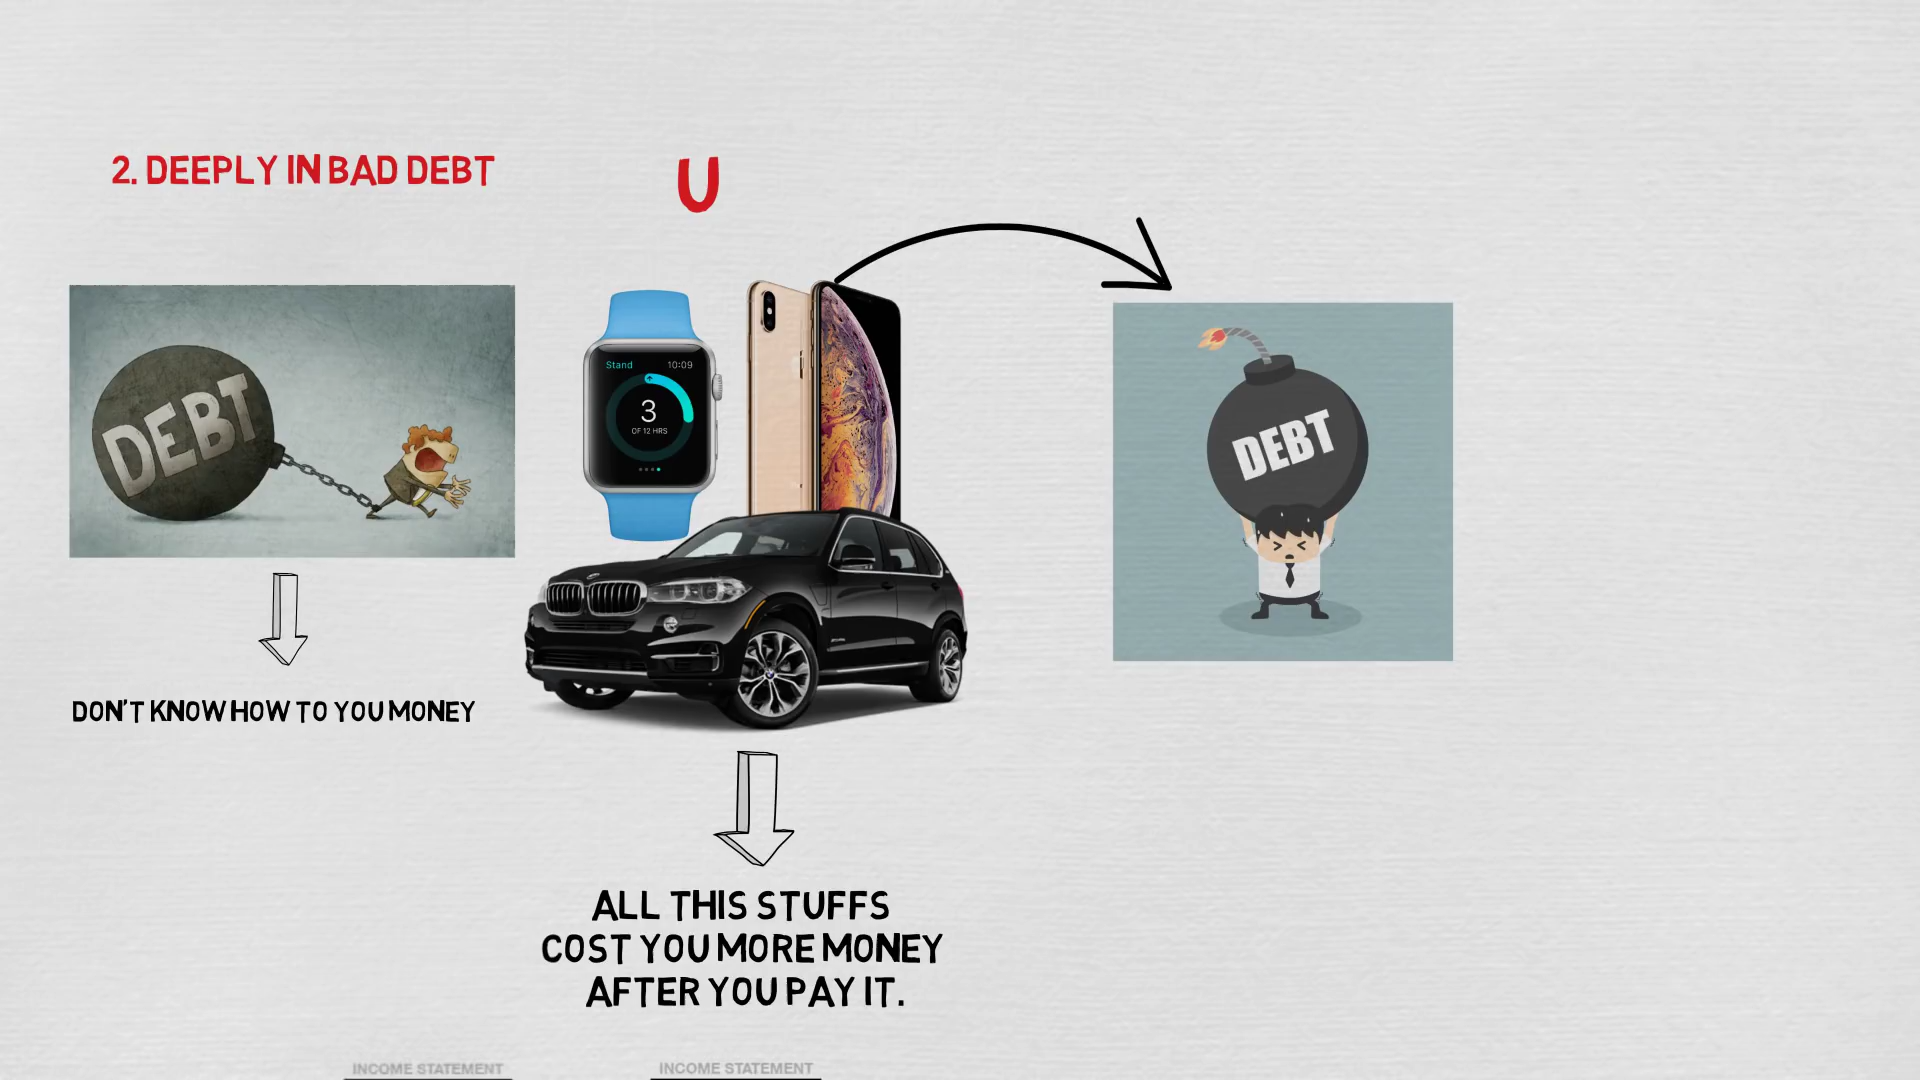 2. DEEPLY IN BAD DEBT
U
DEBT
Stand 10:09
3
OF 12 HRS
DEBT
DON'T KNOW HOW TO YOU MONEY
ALL THIS STUFFS
COST YOU MORE MONEY
AFTER YOU PAY IT.
INCOME STATEMENT
INCOME STATEMENT